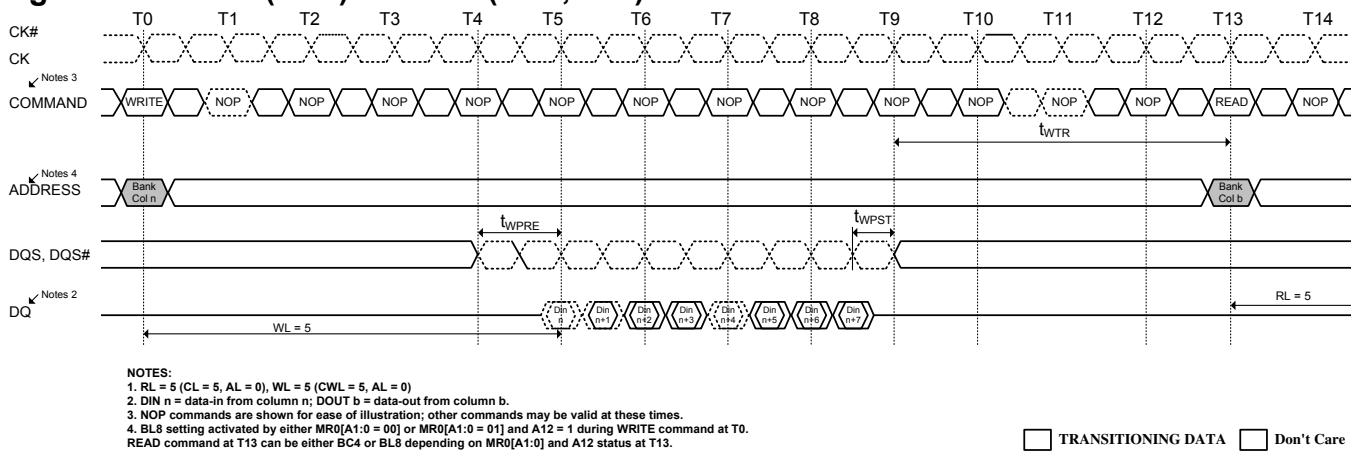 T0 T1 T2 T3 T4 T5 T6 T7 T8 T9 T10 T11 T12 T13 T14
CK#
CK
Notes 3
COMMAND WRITE NOP NOP NOP NOP NOP NOP NOP NOP NOP NOP NOP NOP READ NOP
tWTR
Notes 4
ADDRESS
Bank
Col n
Bank
Col b
tWPRE tWPST
DQS, DQS#
Notes 2
DQ
Din
n
Din
n+1
Din
n+2
Din
n+3
Din
n+4
Din
n+5
Din
n+6
Din
n+7
RL = 5
WL = 5
NOTES:
1. RL = 5 (CL = 5, AL = 0), WL = 5 (CWL = 5, AL = 0)
2. DIN n = data-in from column n; DOUT b = data-out from column b.
3. NOP commands are shown for ease of illustration; other commands may be valid at these times.
4. BL8 setting activated by either MR0[A1:0 = 00] or MR0[A1:0 = 01] and A12 = 1 during WRITE command at T0.
READ command at T13 can be either BC4 or BL8 depending on MR0[A1:0] and A12 status at T13.
TRANSITIONING DATA Don't Care